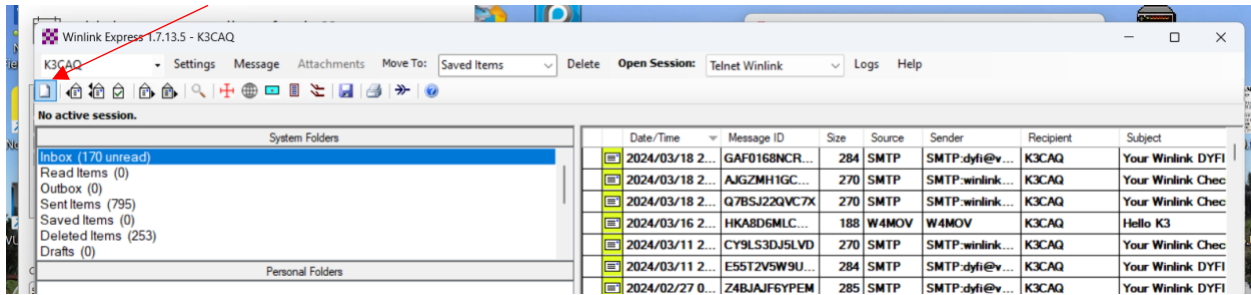 Winlink Express 1.7.13.5 - K3CAQ
K3CAQ Settings Message Attachments Move To: Saved Items Delete Open Session: Telnet Winlink Logs Help
No active session.
System Folders
Inbox (170 unread)
Read Items (0)
Outbox (0)
Sent Items (795)
Saved Items (0)
Deleted Items (253)
Drafts (0)
Personal Folders
Date/Time Message ID Size Source Sender Recipient Subject
2024/03/18 2... GAF0168NCR... 284 SMTP SMTP:dyfi@v... K3CAQ Your Winlink DYFI
2024/03/18 2... AJGZMH1GC... 270 SMTP SMTP:winlink... K3CAQ Your Winlink Chec
2024/03/18 2... Q7BSJ22QVC7X 270 SMTP SMTP:winlink... K3CAQ Your Winlink Chec
2024/03/16 2... HKA8D6MLC... 188 W4MOV W4MOV K3CAQ Hello K3
2024/03/11 2... CY9LS3DJ5LVD 270 SMTP SMTP:winlink... K3CAQ Your Winlink Chec
2024/03/11 2... E55T2V5W9U... 284 SMTP SMTP:dyfi@v... K3CAQ Your Winlink DYFI
2024/02/27 0... Z4BJAJF6YPEM 285 SMTP SMTP:dyfi@v... K3CAQ Your Winlink DYFI